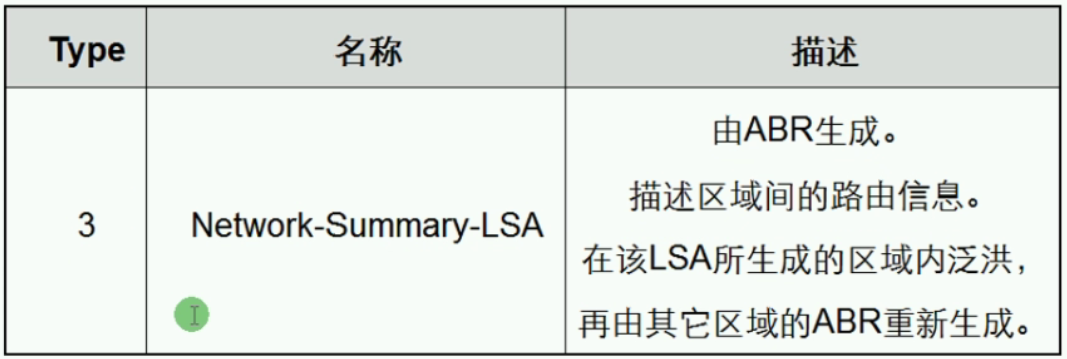 Type 名称 描述
由ABR生成。
描述区域间的路由信息。
3 Network-Summary-LSA
在该LSA所生成的区域内泛洪，
再由其它区域的ABR重新生成。